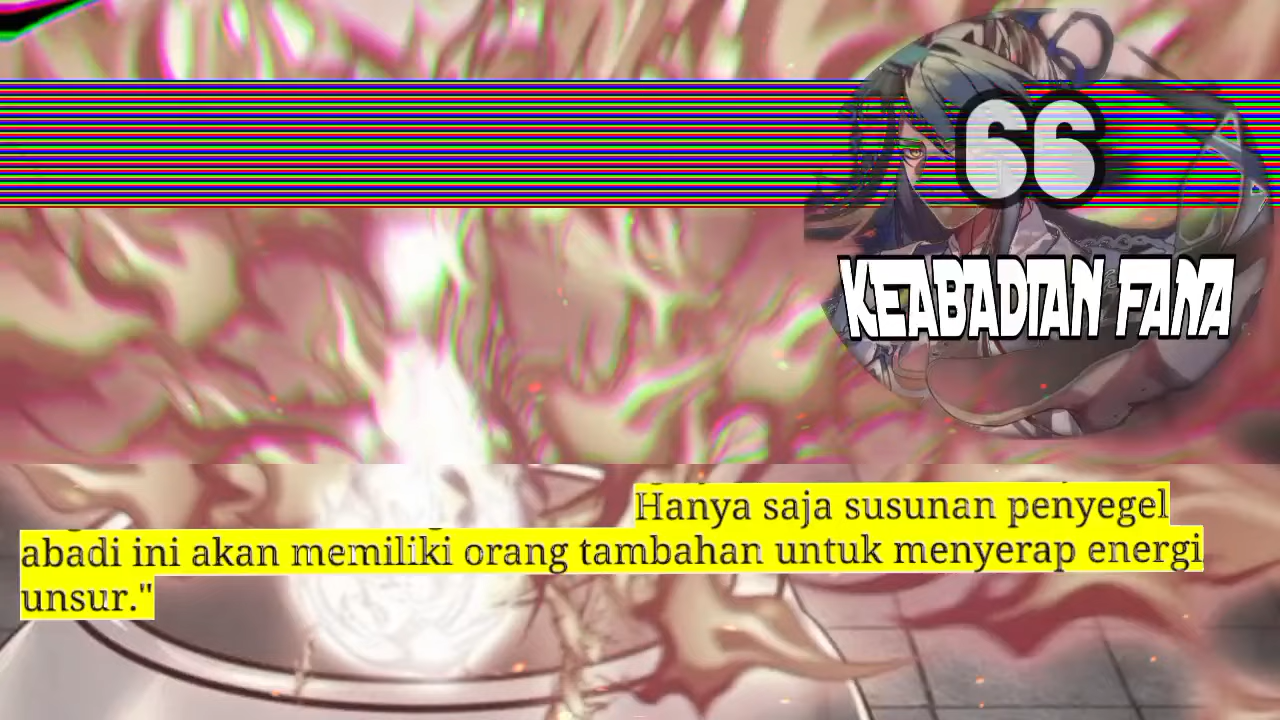 66
KEABADIAN FANA
Hanya saja susunan penyegel
abadi ini akan memiliki orang tambahan untuk menyerap energi
unsur."